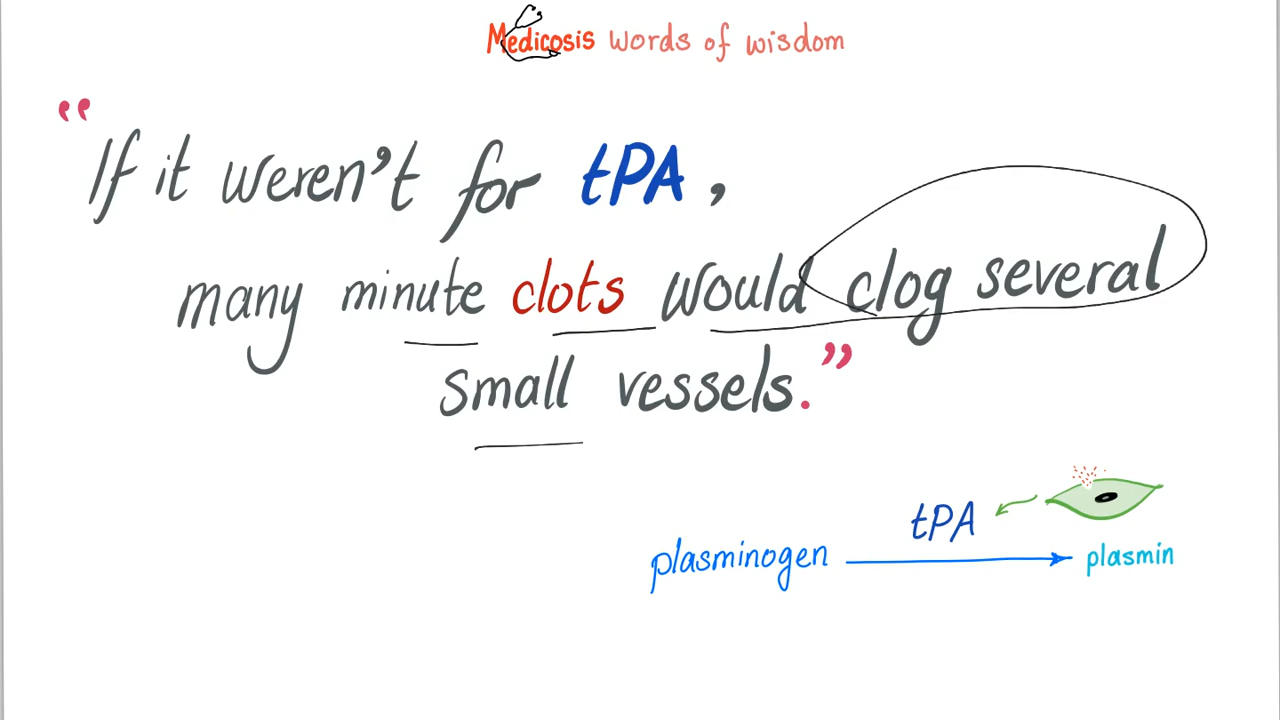 Medicosis words of wisdom
“If it weren't for tPA,
many minute clots would clog several
small vessels.”
tPA
plasminogen plasmin